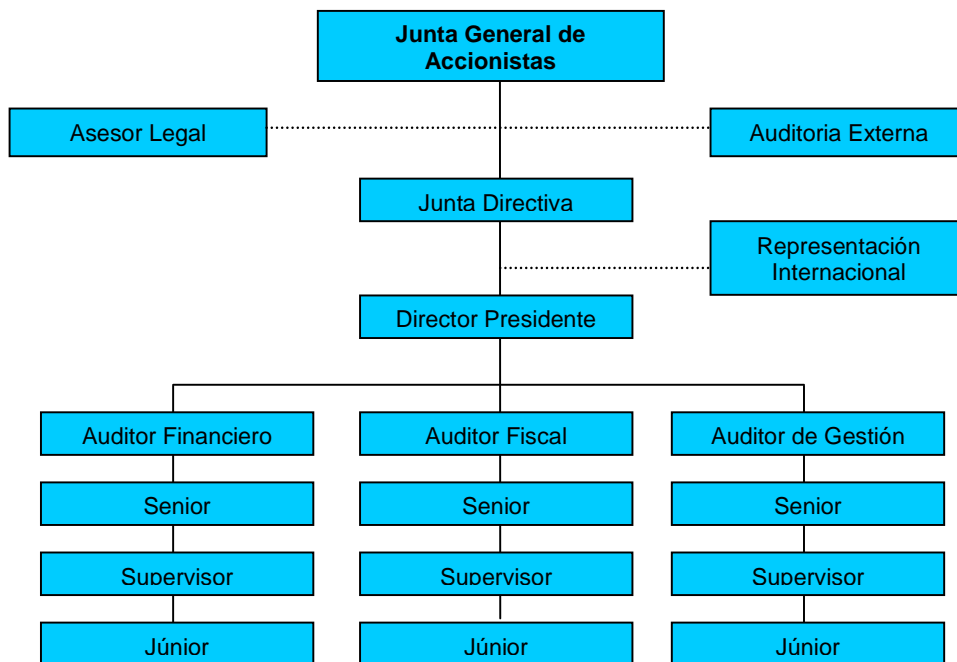 Junta General de
Accionistas
Asesor Legal
Auditoria Externa
Junta Directiva
Representación
Internacional
Director Presidente
Auditor Financiero
Auditor Fiscal
Auditor de Gestión
Senior
Senior
Senior
Supervisor
Supervisor
Supervisor
Júnior
Júnior
Júnior